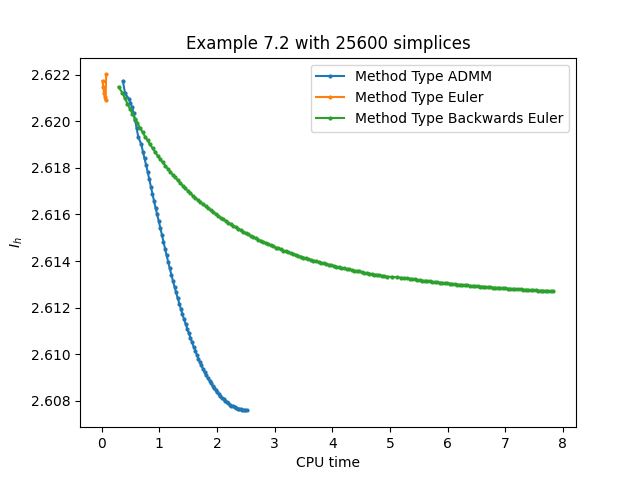 Example 7.2 with 25600 simplices
Method Type ADMM
Method Type Euler
Method Type Backwards Euler
2.622
2.620
2.618
2.616
2.614
2.612
2.610
2.608
I_h
0 1 2 3 4 5 6 7 8
CPU time